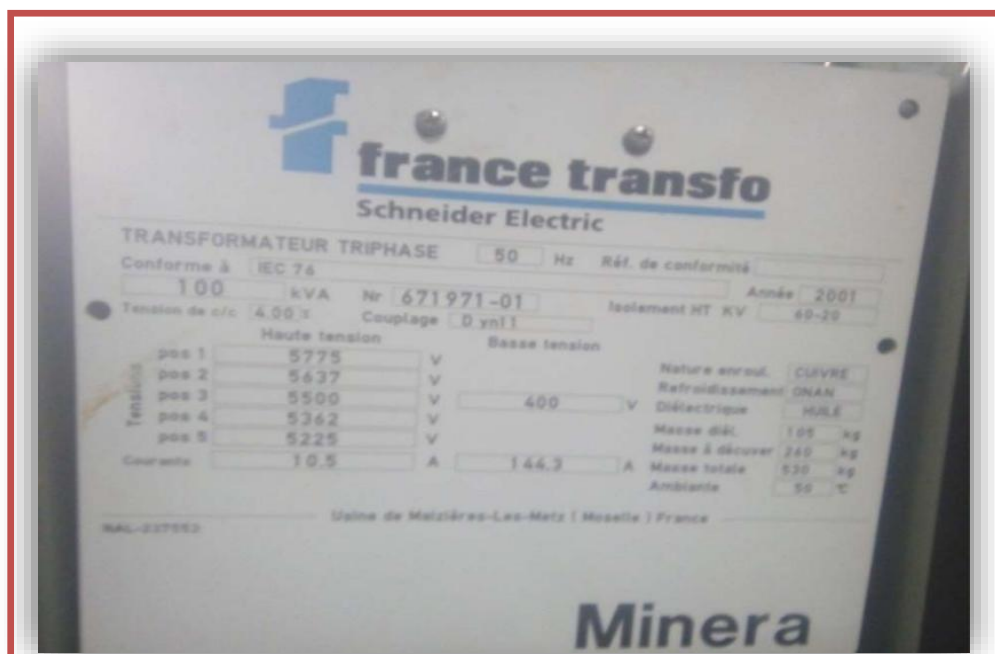 france transfo
Schneider Electric
TRANSFORMATEUR TRIPHASE 50 Hz Réf. de conformité
Conforme à IEC 76
100 kVA Nr 671971-01 Année 2001
Tension de c/c 4.00 % Couplage D yn11 Isolement HT KV 60-20
Haute tension Basse tension
Tensions
pos 1 5775 V Nature enroul. CUIVRE
pos 2 5637 V Refroidissement ONAN
pos 3 5500 V 400 V Diélectrique HUILE
pos 4 5362 V Masse diél. 105 kg
pos 5 5225 V Masse à décuver 260 kg
Courants 10.5 A 144.3 A Masse totale 530 kg
Ambiante 50 °C
Usine de Maizières-Les-Metz ( Moselle ) France
Minera